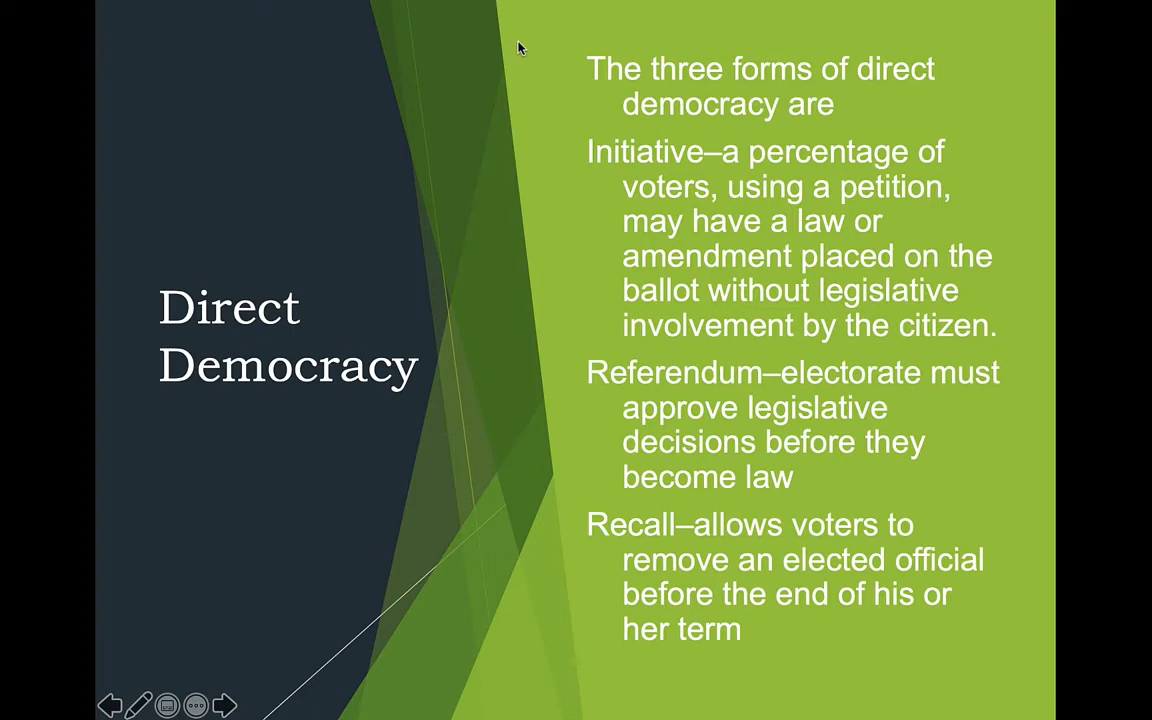 Direct
Democracy
The three forms of direct
democracy are
Initiative–a percentage of
voters, using a petition,
may have a law or
amendment placed on the
ballot without legislative
involvement by the citizen.
Referendum–electorate must
approve legislative
decisions before they
become law
Recall–allows voters to
remove an elected official
before the end of his or
her term